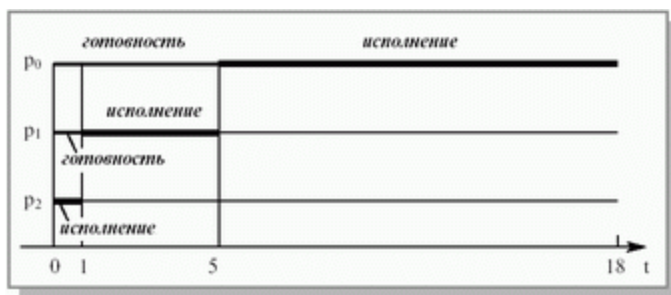 готовность исполнение
p0
исполнение
p1
готовность
p2
исполнение
0 1 5 18 t